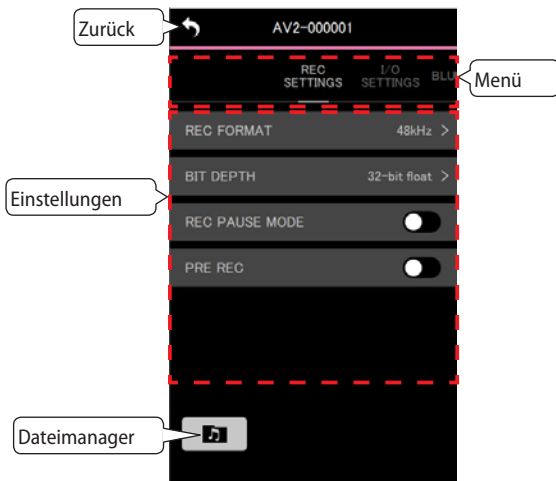 Zurück
AV2-000001
REC
SETTINGS
I/O
SETTINGS
BLU
Menü
REC FORMAT 48kHz >
BIT DEPTH 32-bit float >
Einstellungen
REC PAUSE MODE
PRE REC
Dateimanager